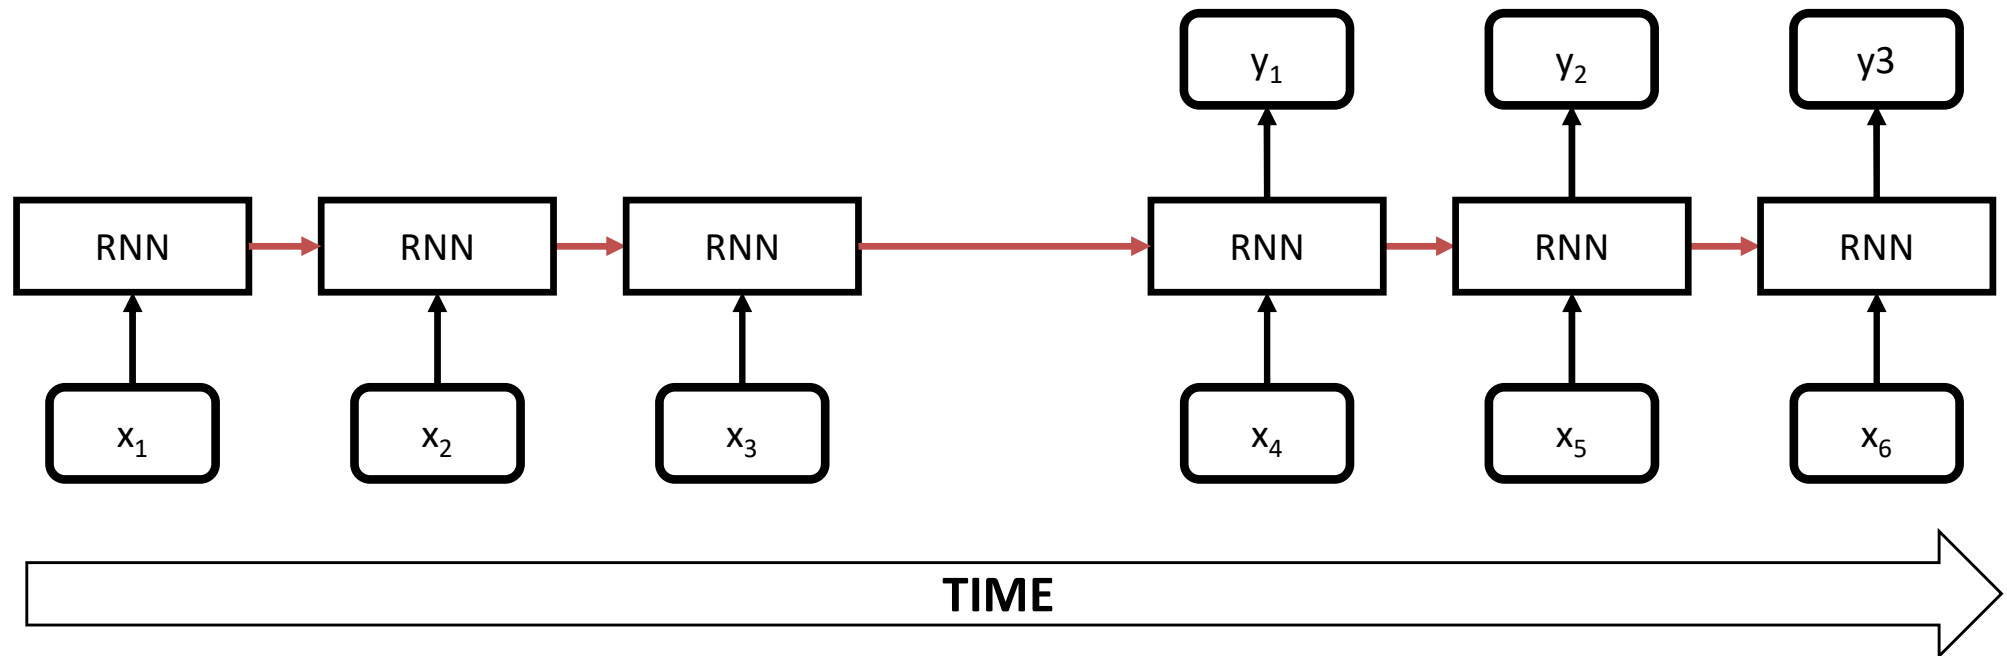 y₁ y₂ y3
RNN RNN RNN RNN RNN RNN
x₁ x₂ x₃ x₄ x₅ x₆
TIME